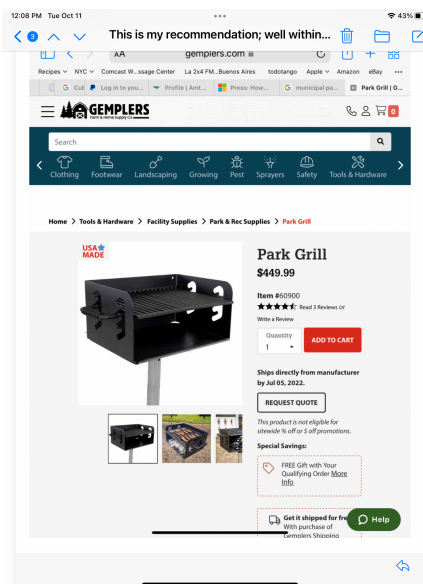 12:08 PM Tue Oct 11
43%
3
This is my recommendation; well within...
AA
gemplers.com
Recipes
NYC
Comcast W...ssage Center
La 2x4 FM...Buenos Aires
todotango
Apple
Amazon
eBay
G Cul
Log in to you...
Profile | Amt...
Press: How...
G municipal pa...
Park Grill | G...
GEMPLERS
Farm & Home Supply Co
0
Search
Clothing
Footwear
Landscaping
Growing
Pest
Sprayers
Safety
Tools & Hardware
Home > Tools & Hardware > Facility Supplies > Park & Rec Supplies > Park Grill
USA
MADE
Park Grill
$449.99
Item #60900
Read 3 Reviews or
Write a Review
Quantity
1
ADD TO CART
Ships directly from manufacturer
by Jul 05, 2022.
REQUEST QUOTE
This product is not eligible for
sitewide % off or $ off promotions.
Special Savings:
FREE Gift with Your
Qualifying Order More
Info
Get it shipped for fre
With purchase of
Gemplers Shipping
Help